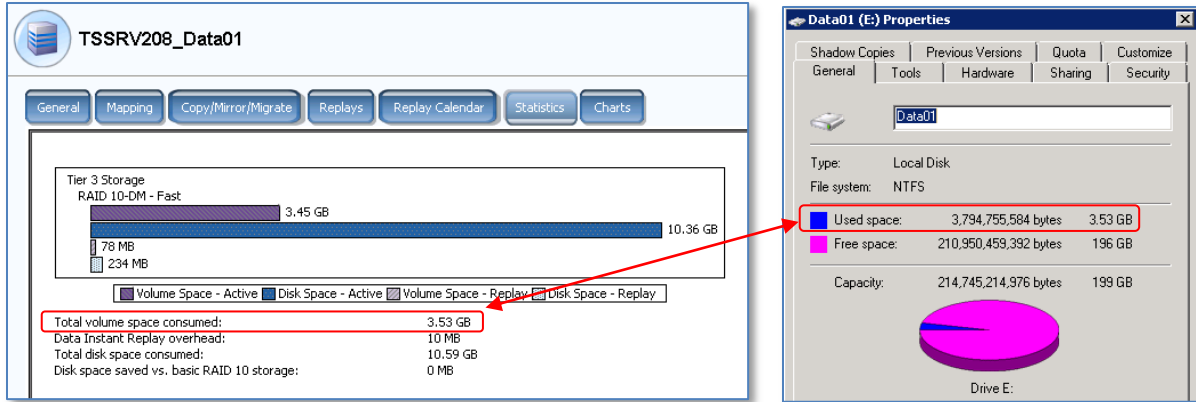 TSSRV208_Data01
General Mapping Copy/Mirror/Migrate Replays Replay Calendar Statistics Charts
Tier 3 Storage
RAID 10-DM - Fast
3.45 GB
10.36 GB
78 MB
234 MB
Volume Space - Active Disk Space - Active Volume Space - Replay Disk Space - Replay
Total volume space consumed: 3.53 GB
Data Instant Replay overhead: 10 MB
Total disk space consumed: 10.59 GB
Disk space saved vs. basic RAID 10 storage: 0 MB
Data01 (E:) Properties
Shadow Copies Previous Versions Quota Customize
General Tools Hardware Sharing Security
Data01
Type: Local Disk
File system: NTFS
Used space: 3,794,755,584 bytes 3.53 GB
Free space: 210,950,459,392 bytes 196 GB
Capacity: 214,745,214,976 bytes 199 GB
Drive E: